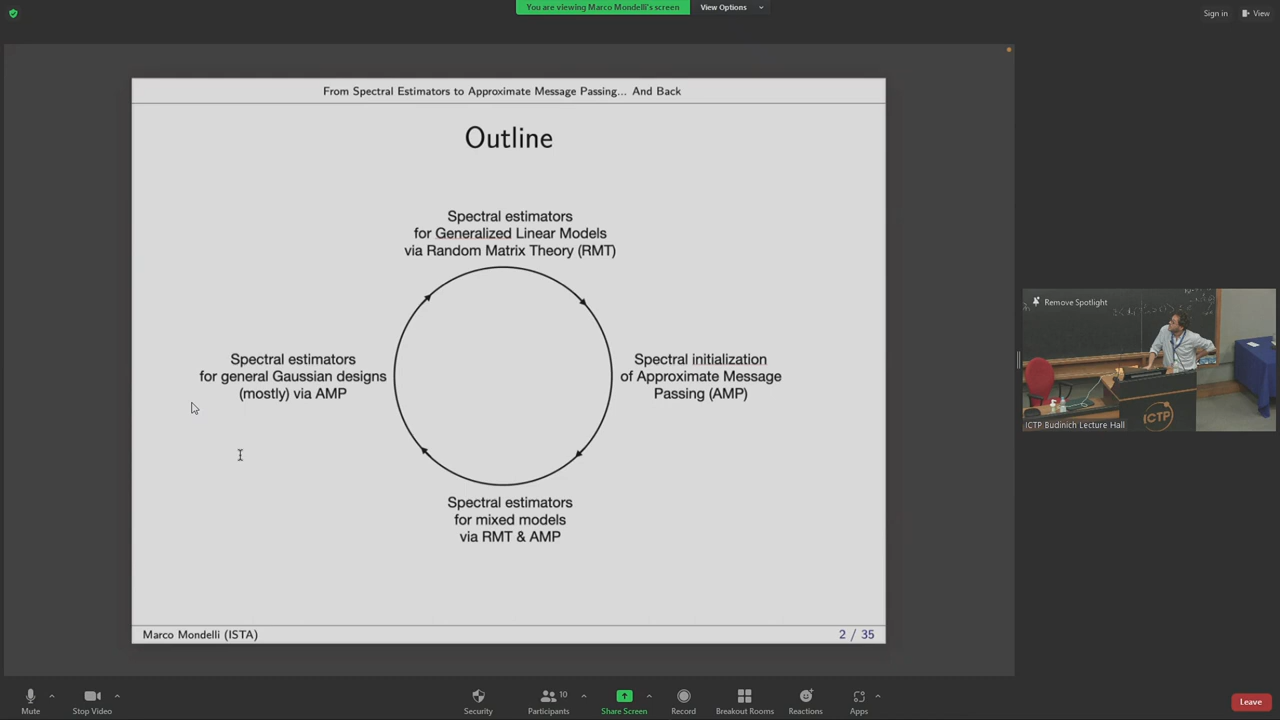 You are viewing Marco Mondelli's screen
View Options
Sign in
View
From Spectral Estimators to Approximate Message Passing... And Back
Outline
Spectral estimators
for Generalized Linear Models
via Random Matrix Theory (RMT)
Spectral estimators
for general Gaussian designs
(mostly) via AMP
Spectral initialization
of Approximate Message
Passing (AMP)
Spectral estimators
for mixed models
via RMT & AMP
Marco Mondelli (ISTA)
2 / 35
Remove Spotlight
ICTP
ICTP Budinich Lecture Hall
Mute
Stop Video
Security
Participants
10
Share Screen
Record
Breakout Rooms
Reactions
Apps
Leave